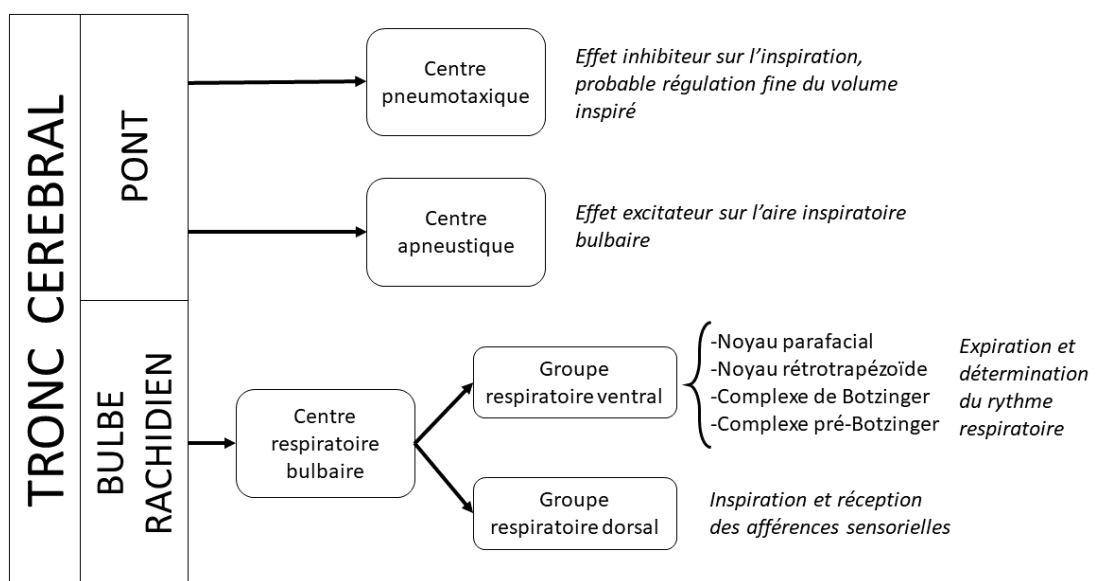 TRONC CEREBRAL
PONT
Centre
pneumotaxique
Effet inhibiteur sur l’inspiration,
probable régulation fine du volume
inspiré
Centre
apneustique
Effet excitateur sur l’aire inspiratoire
bulbaire
BULBE
RACHIDIEN
Centre
respiratoire
bulbaire
Groupe
respiratoire ventral
-Noyau parafacial
-Noyau rétrotrapézoïde
-Complexe de Botzinger
-Complexe pré-Botzinger
Expiration et
détermination
du rythme
respiratoire
Groupe
respiratoire dorsal
Inspiration et réception
des afférences sensorielles